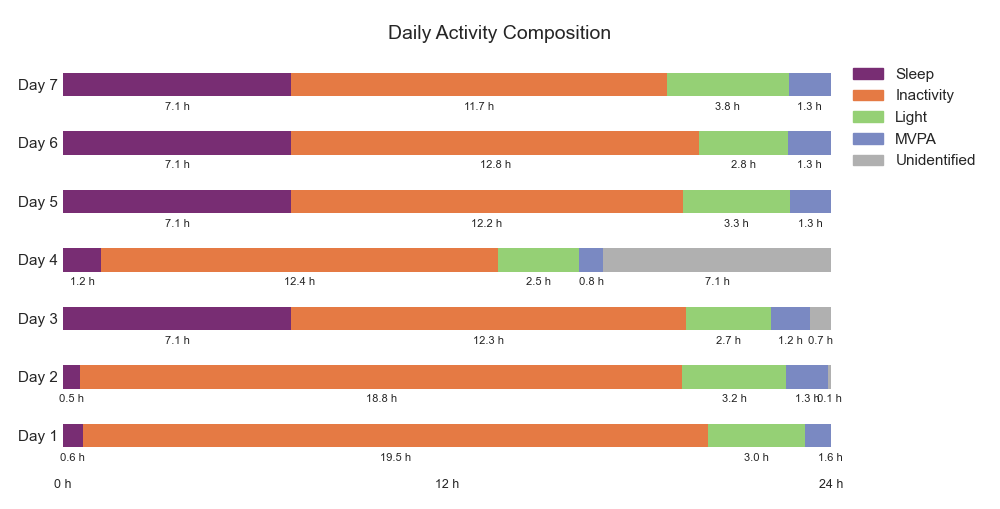 Daily Activity Composition
Sleep
Inactivity
Light
MVPA
Unidentified
Day 7
7.1 h 11.7 h 3.8 h 1.3 h
Day 6
7.1 h 12.8 h 2.8 h 1.3 h
Day 5
7.1 h 12.2 h 3.3 h 1.3 h
Day 4
1.2 h 12.4 h 2.5 h 0.8 h 7.1 h
Day 3
7.1 h 12.3 h 2.7 h 1.2 h 0.7 h
Day 2
0.5 h 18.8 h 3.2 h 1.3 h 0.1 h
Day 1
0.6 h 19.5 h 3.0 h 1.6 h
0 h 12 h 24 h